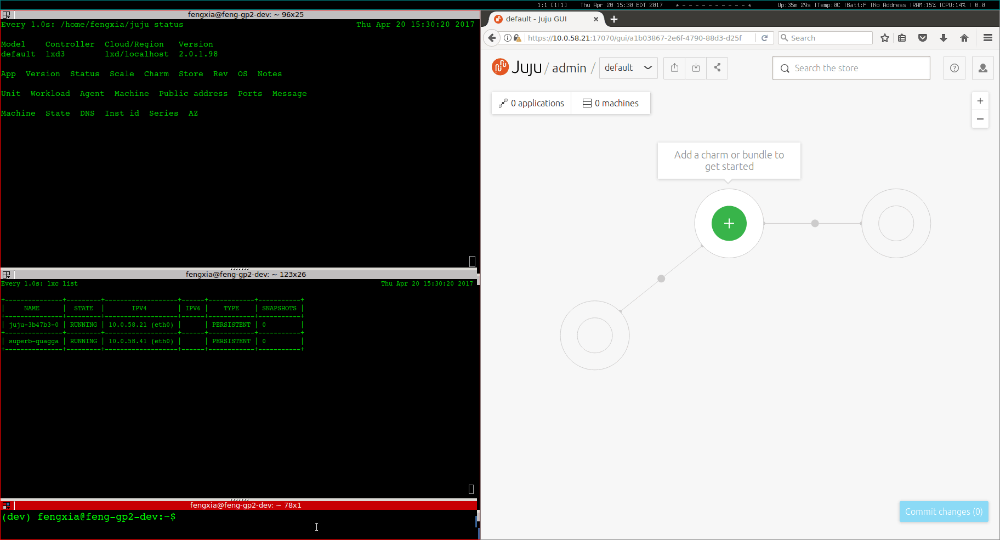 1:1 [1|1] Thu Apr 20 15:30 EDT 2017 * - - - - - - - - - - * Up:35m 29s |Temp:0C |Batt:F |No Address |RAM:15% |CPU:14% | 0.0
fengxia@feng-gp2-dev: ~ 96x25
Every 1.0s: /home/fengxia/juju status Thu Apr 20 15:30:20 2017
Model Controller Cloud/Region Version
default lxd3 lxd/localhost 2.0.1.98
App Version Status Scale Charm Store Rev OS Notes
Unit Workload Agent Machine Public address Ports Message
Machine State DNS Inst id Series AZ
fengxia@feng-gp2-dev: ~ 123x26
Every 1.0s: lxc list Thu Apr 20 15:30:20 2017
+---------------+---------+-------------------+------+------------+-----------+
| NAME | STATE | IPV4 | IPV6 | TYPE | SNAPSHOTS |
+---------------+---------+-------------------+------+------------+-----------+
| juju-3b47b3-0 | RUNNING | 10.0.58.21 (eth0) | | PERSISTENT | 0 |
+---------------+---------+-------------------+------+------------+-----------+
| superb-quagga | RUNNING | 10.0.58.41 (eth0) | | PERSISTENT | 0 |
+---------------+---------+-------------------+------+------------+-----------+
fengxia@feng-gp2-dev: ~ 78x1
(dev) fengxia@feng-gp2-dev:~$
default - Juju GUI
https://10.0.58.21:17070/gui/a1b03867-2e6f-4790-88d3-d25f
Search
Juju / admin / default
Search the store
0 applications
0 machines
Add a charm or bundle to
get started
Commit changes (0)